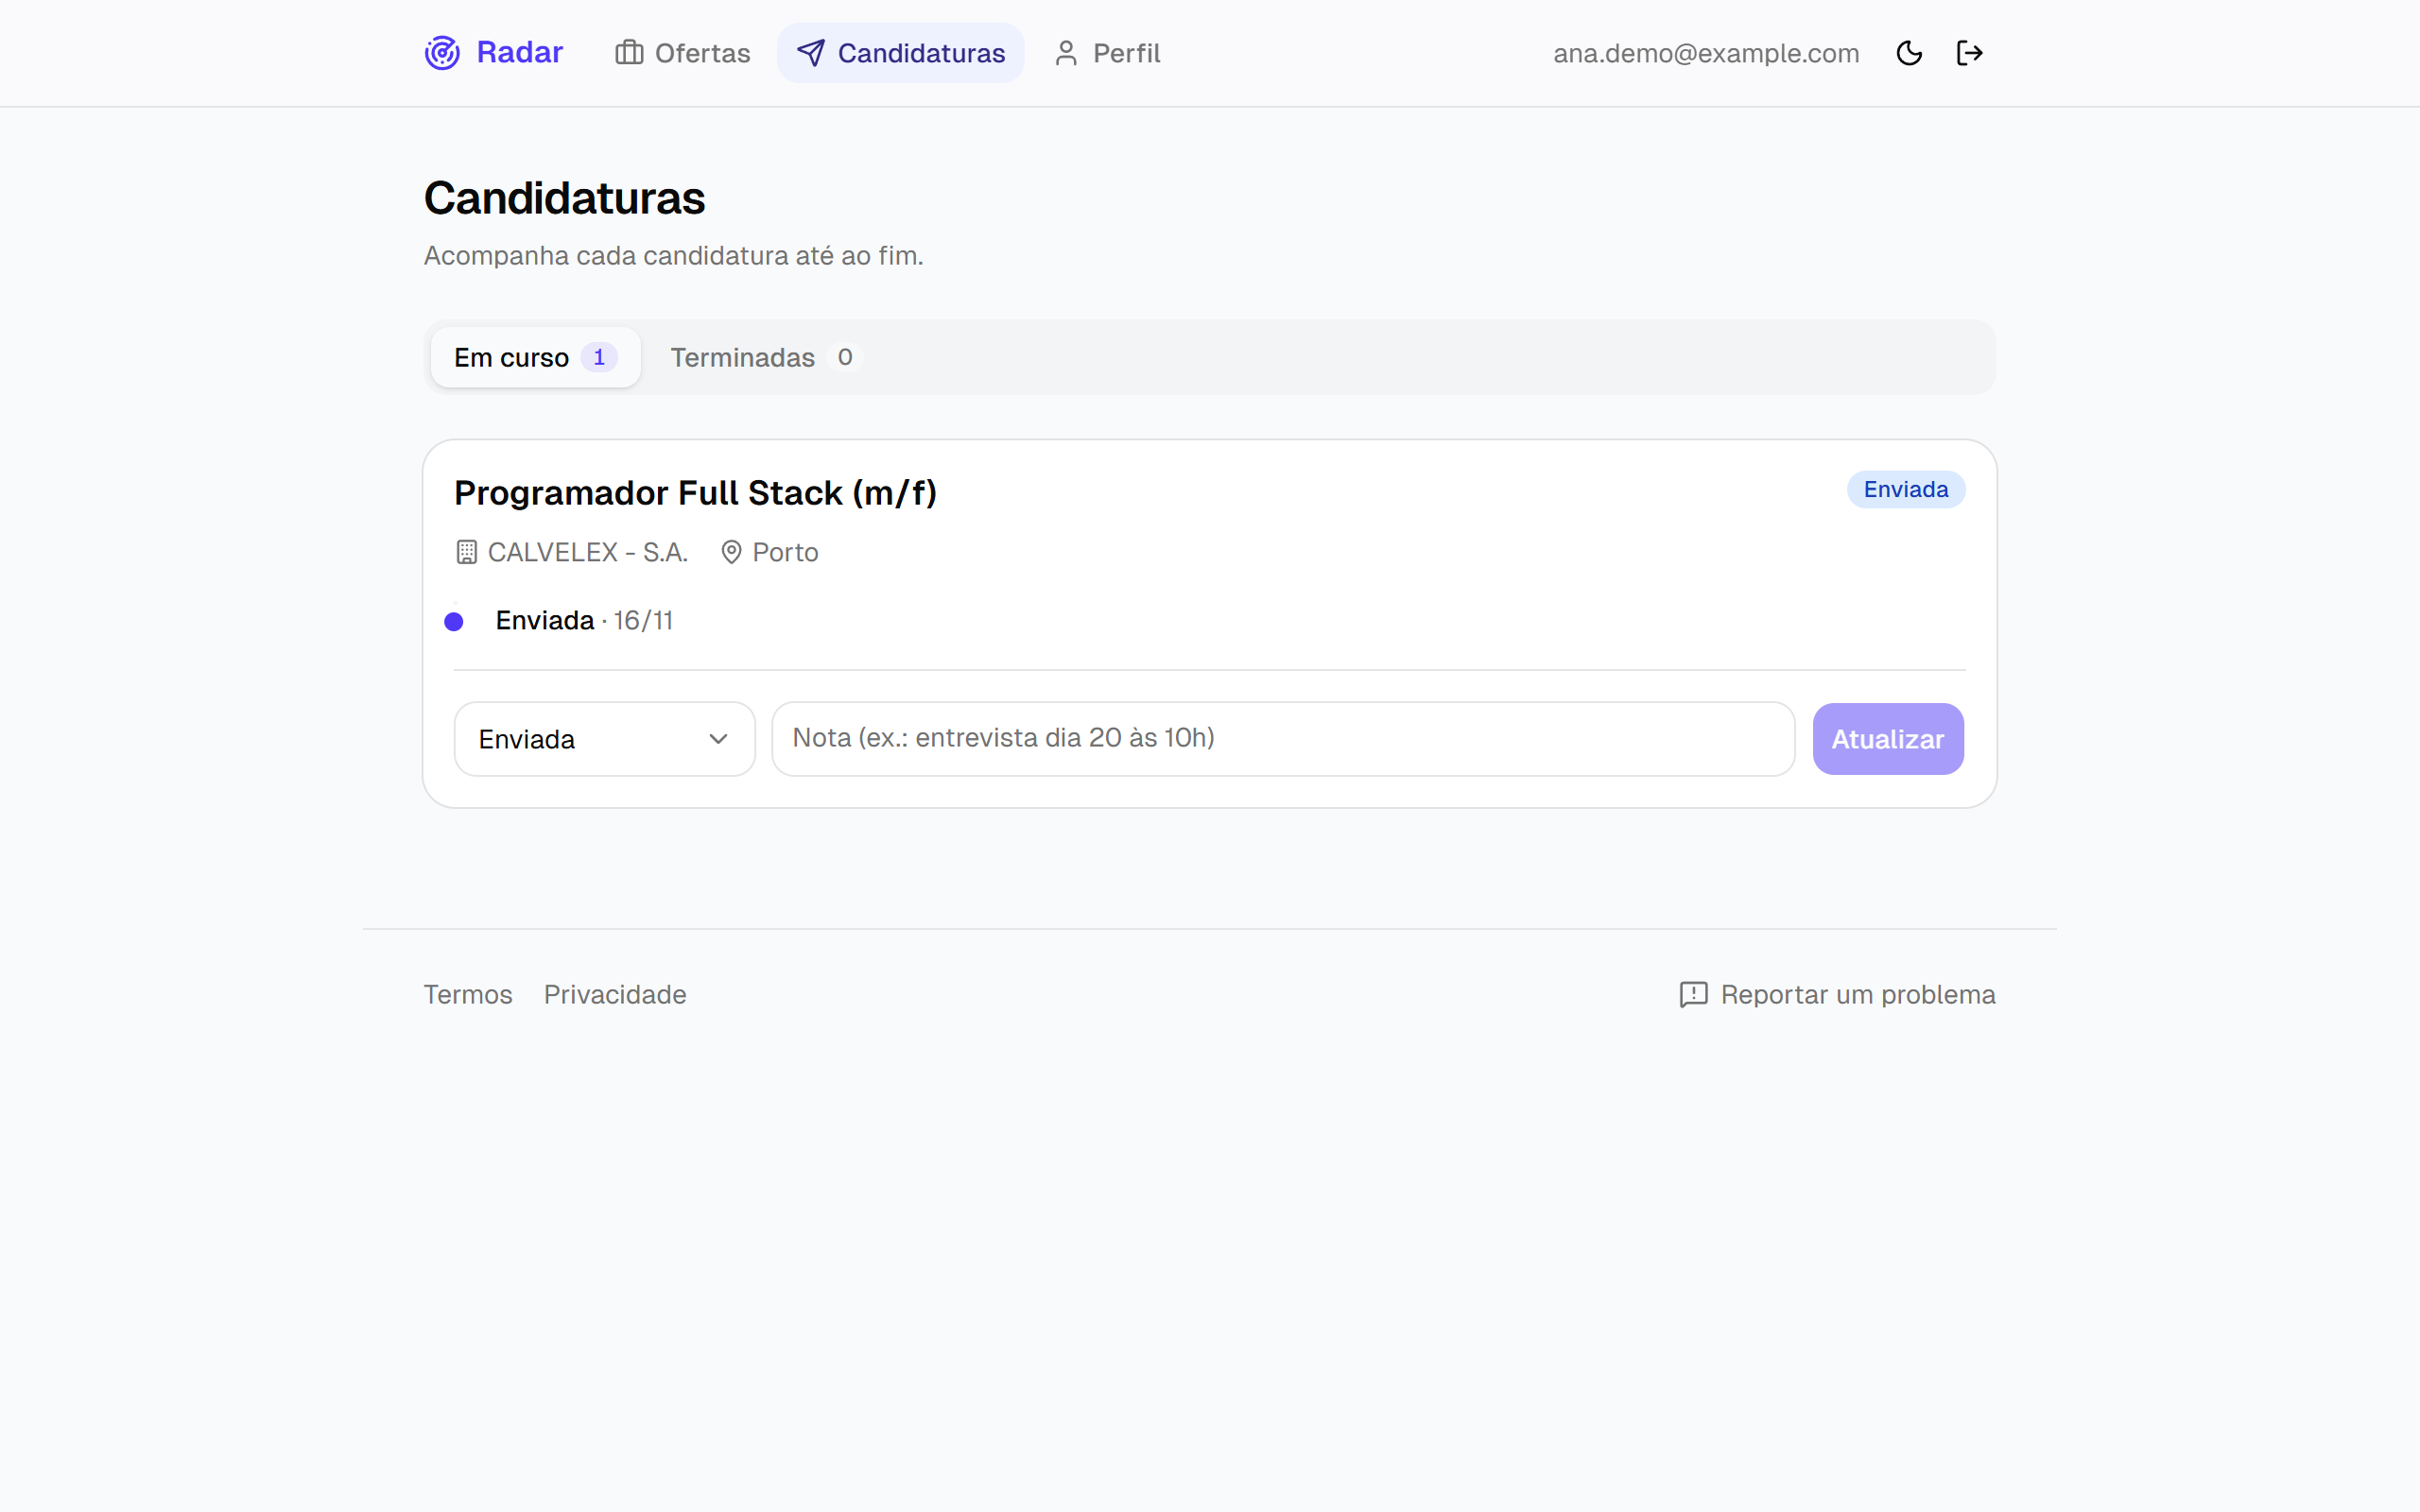 Radar Ofertas Candidaturas Perfil ana.demo@example.com
Candidaturas
Acompanha cada candidatura até ao fim.
Em curso 1 Terminadas 0
Programador Full Stack (m/f) Enviada
CALVELEX - S.A. Porto
Enviada · 16/11
Enviada Nota (ex.: entrevista dia 20 às 10h) Atualizar
Termos Privacidade Reportar um problema